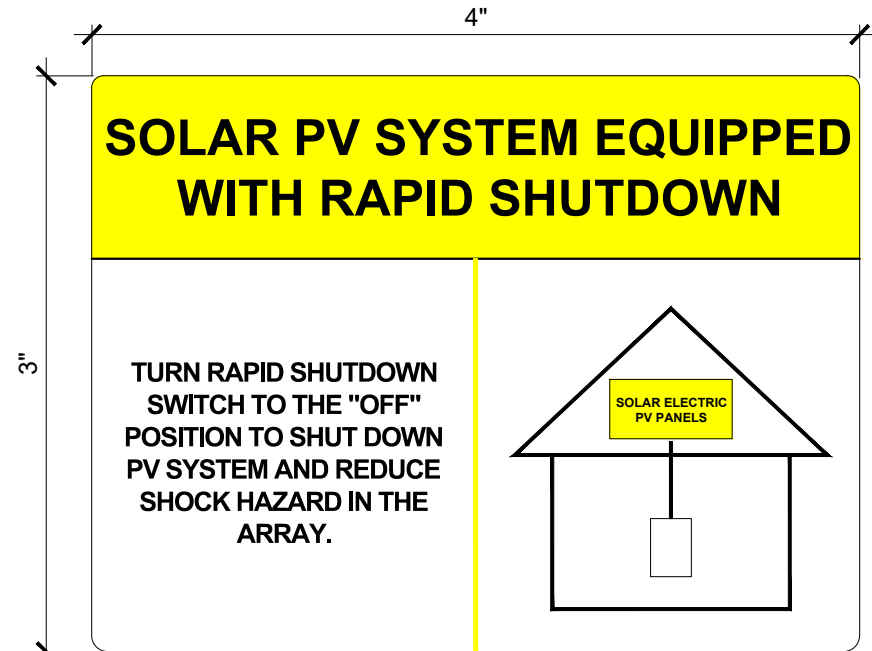 4"
SOLAR PV SYSTEM EQUIPPED
WITH RAPID SHUTDOWN
3"
TURN RAPID SHUTDOWN
SWITCH TO THE "OFF"
POSITION TO SHUT DOWN
PV SYSTEM AND REDUCE
SHOCK HAZARD IN THE
ARRAY.
SOLAR ELECTRIC
PV PANELS